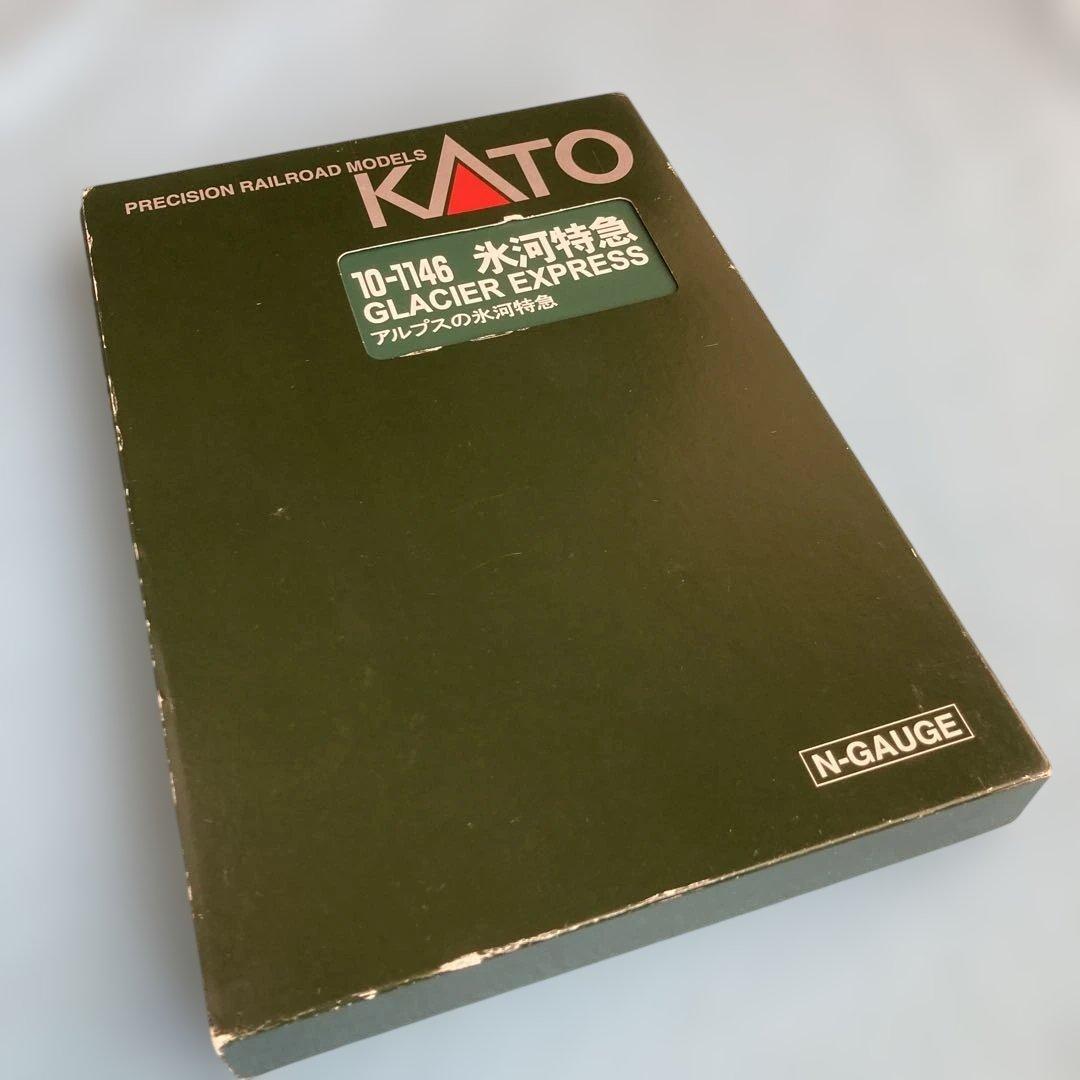 PRECISION RAILROAD MODELS
KATO
10-1146 氷河特急
GLACIER EXPRESS
アルプスの氷河特急
N-GAUGE